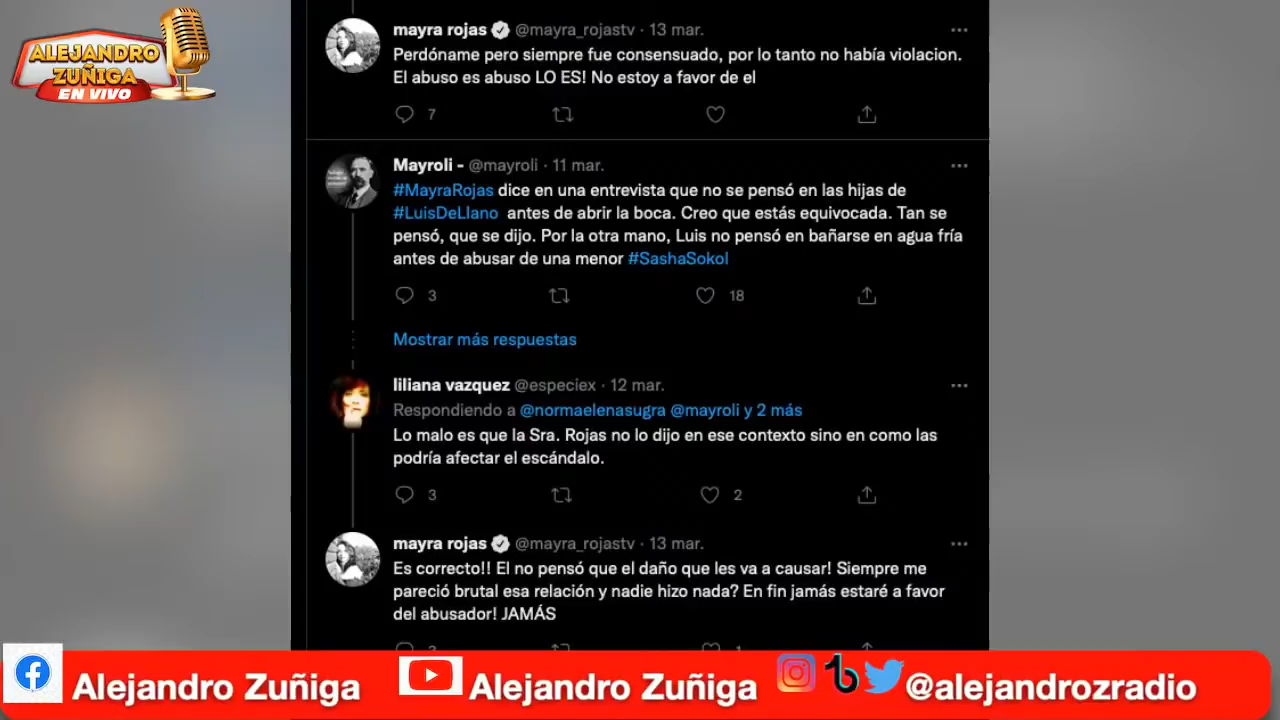 ALEJANDRO
ZUÑIGA
EN VIVO
mayra rojas @mayra_rojastv · 13 mar.
Perdóname pero siempre fue consensuado, por lo tanto no había violacion.
El abuso es abuso LO ES! No estoy a favor de el
7
Mayroli - @mayroli · 11 mar.
#MayraRojas dice en una entrevista que no se pensó en las hijas de
#LuisDeLlano antes de abrir la boca. Creo que estás equivocada. Tan se
pensó, que se dijo. Por la otra mano, Luis no pensó en bañarse en agua fría
antes de abusar de una menor #SashaSokol
3 18
Mostrar más respuestas
liliana vazquez @especiex · 12 mar.
Respondiendo a @normaelenasugra @mayroli y 2 más
Lo malo es que la Sra. Rojas no lo dijo en ese contexto sino en como las
podría afectar el escándalo.
3 2
mayra rojas @mayra_rojastv · 13 mar.
Es correcto!! El no pensó que el daño que les va a causar! Siempre me
pareció brutal esa relación y nadie hizo nada? En fin jamás estaré a favor
del abusador! JAMÁS
Alejandro Zuñiga Alejandro Zuñiga @alejandrozradio